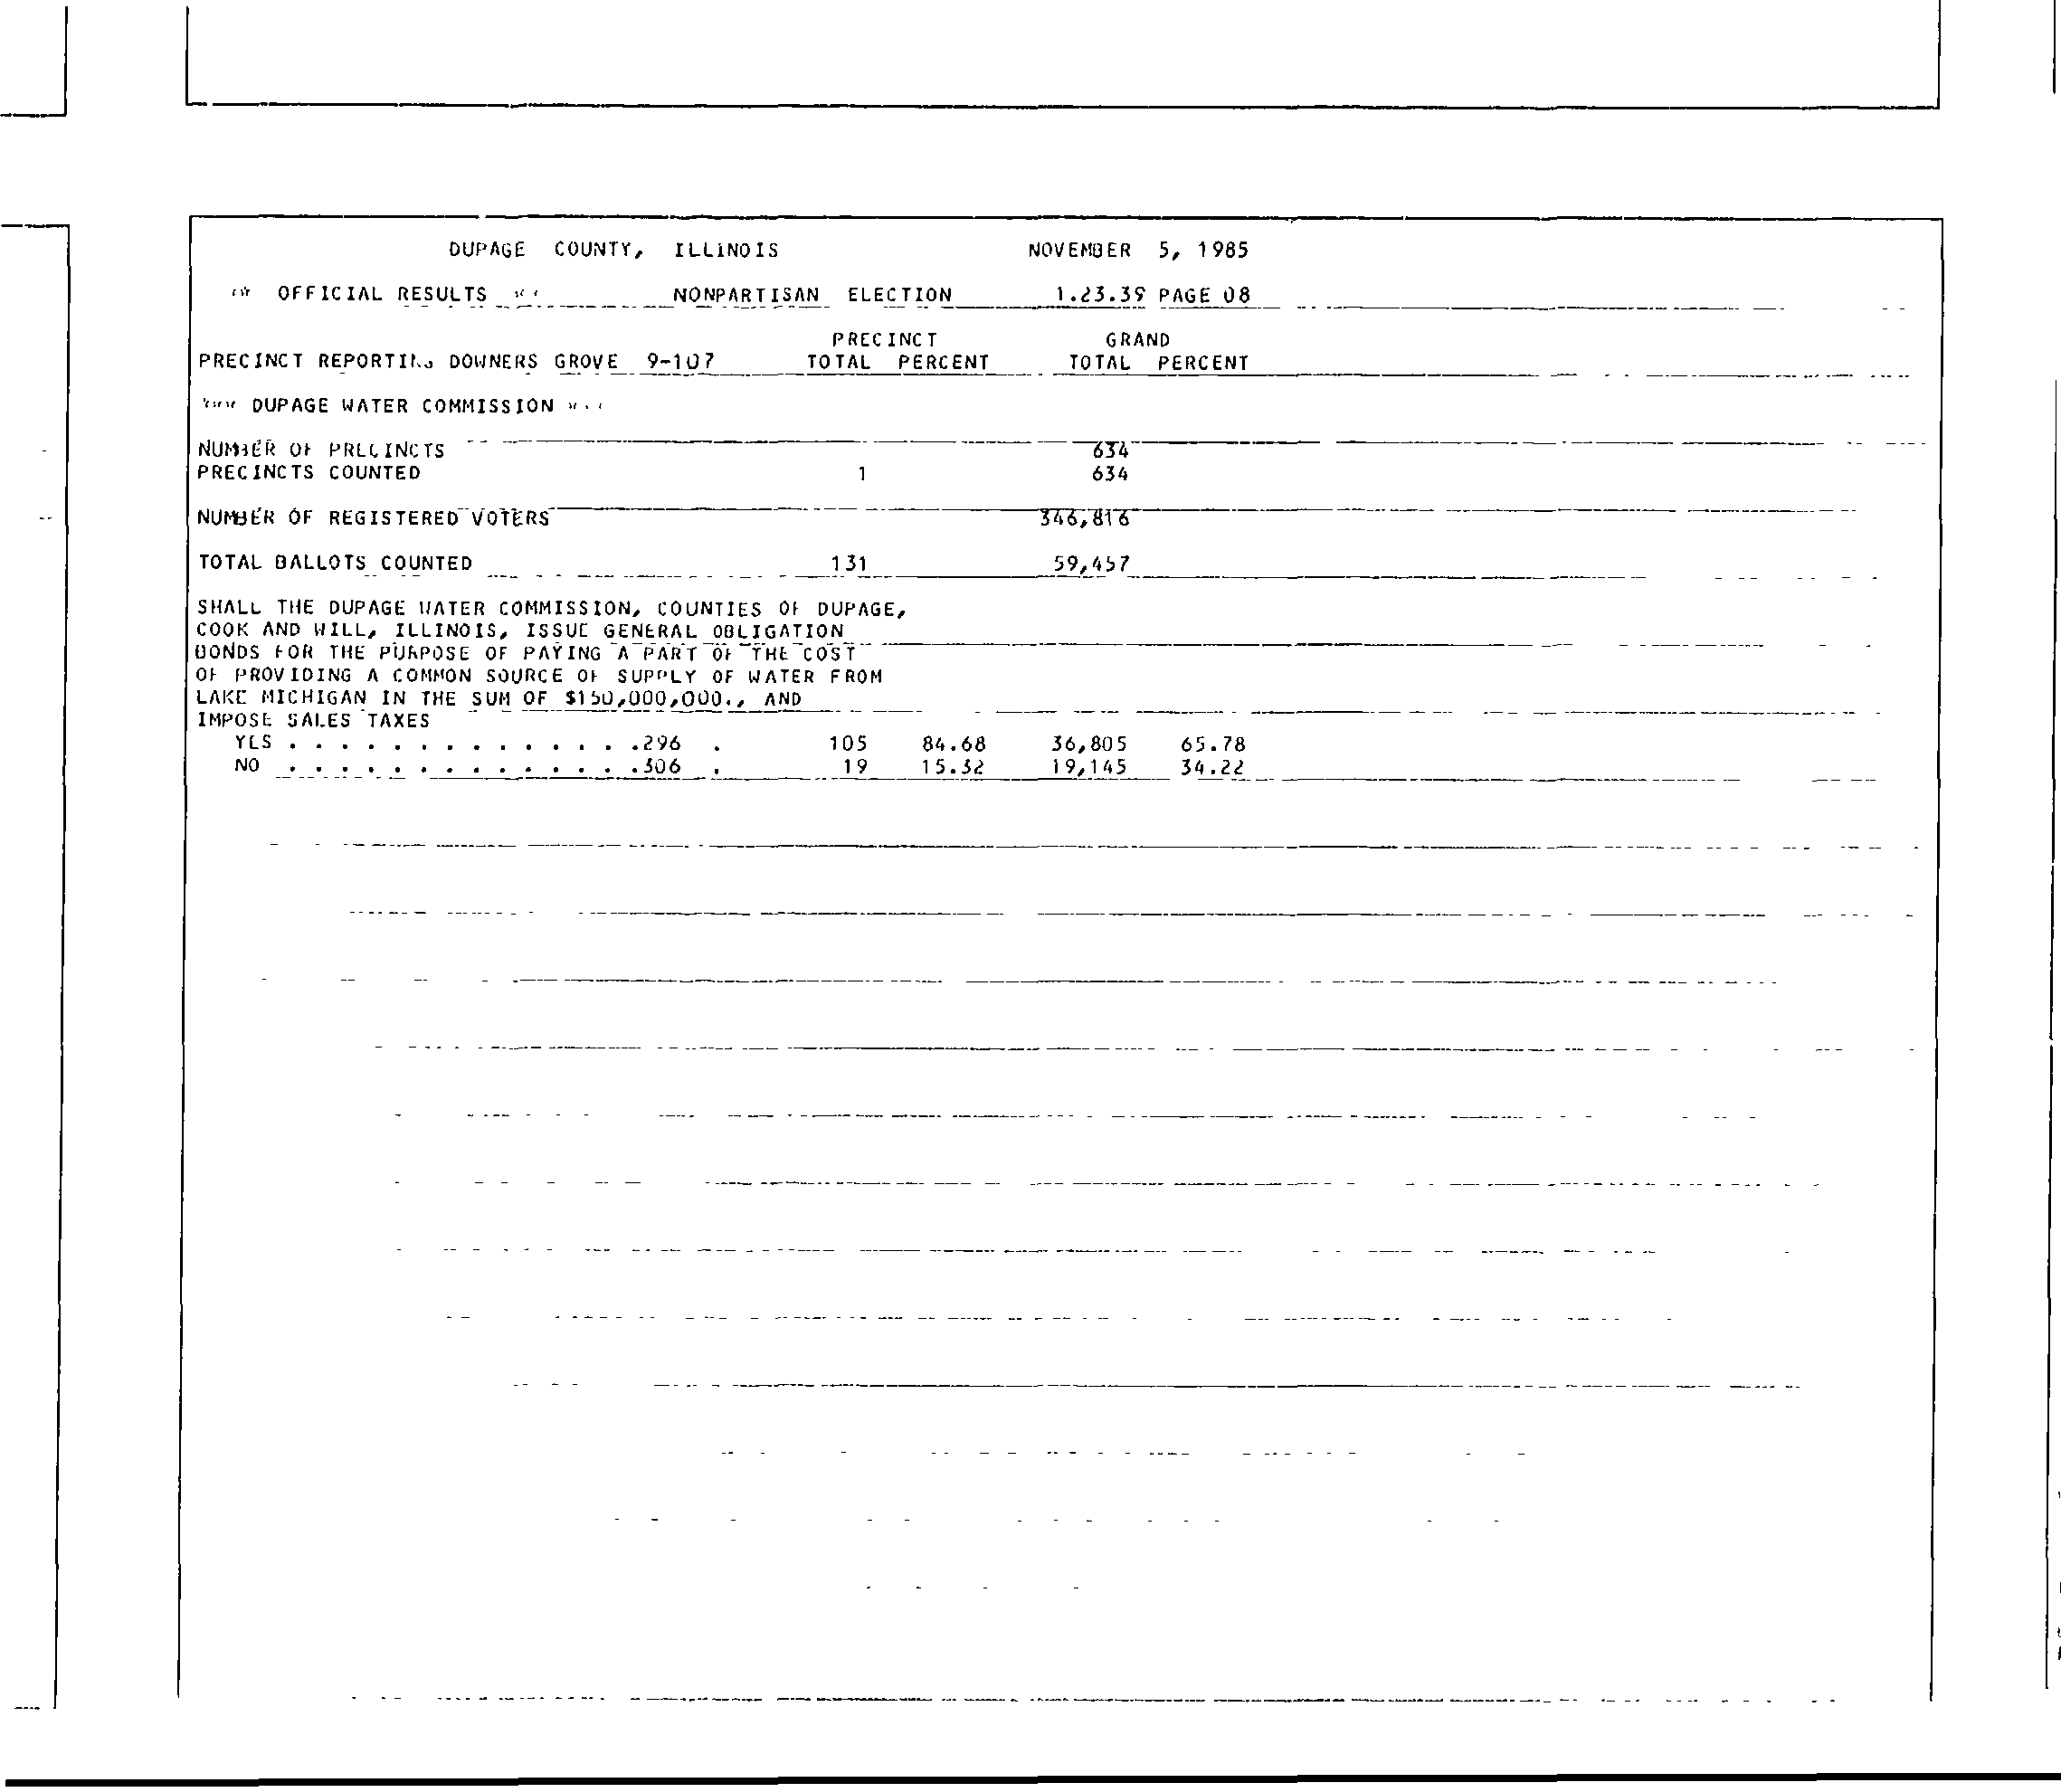 DUPAGE COUNTY, ILLINOIS NOVEMBER 5, 1985
** OFFICIAL RESULTS ** NONPARTISAN ELECTION 1.23.39 PAGE 08
PRECINCT GRAND
PRECINCT REPORTING DOWNERS GROVE 9-107 TOTAL PERCENT TOTAL PERCENT
*** DUPAGE WATER COMMISSION ***
NUMBER OF PRECINCTS 634
PRECINCTS COUNTED 1 634
NUMBER OF REGISTERED VOTERS 346,816
TOTAL BALLOTS COUNTED 131 59,457
SHALL THE DUPAGE WATER COMMISSION, COUNTIES OF DUPAGE,
COOK AND WILL, ILLINOIS, ISSUE GENERAL OBLIGATION
BONDS FOR THE PURPOSE OF PAYING A PART OF THE COST
OF PROVIDING A COMMON SOURCE OF SUPPLY OF WATER FROM
LAKE MICHIGAN IN THE SUM OF $150,000,000., AND
IMPOSE SALES TAXES
YES . . . . . . . . . . . . . .296 . 105 84.68 36,805 65.78
NO . . . . . . . . . . . . . .306 . 19 15.32 19,145 34.22